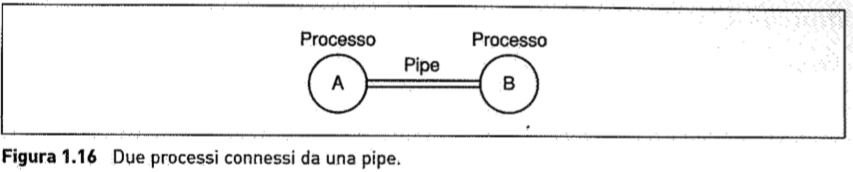 Processo Processo
Pipe
A B
Figura 1.16 Due processi connessi da una pipe.